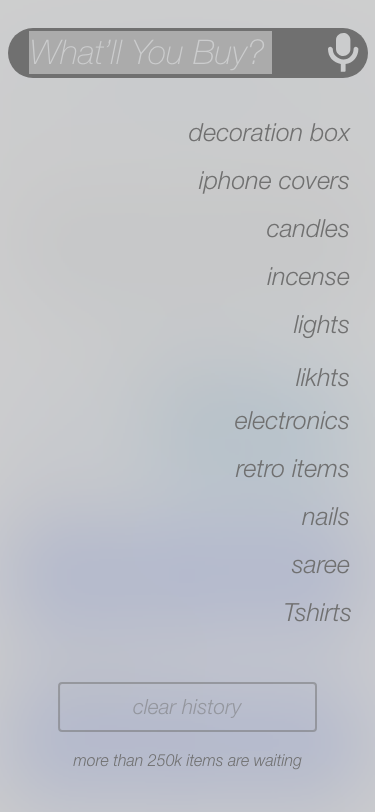 What'll You Buy?
decoration box
iphone covers
candles
incense
lights
likhts
electronics
retro items
nails
saree
Tshirts
clear history
more than 250k items are waiting